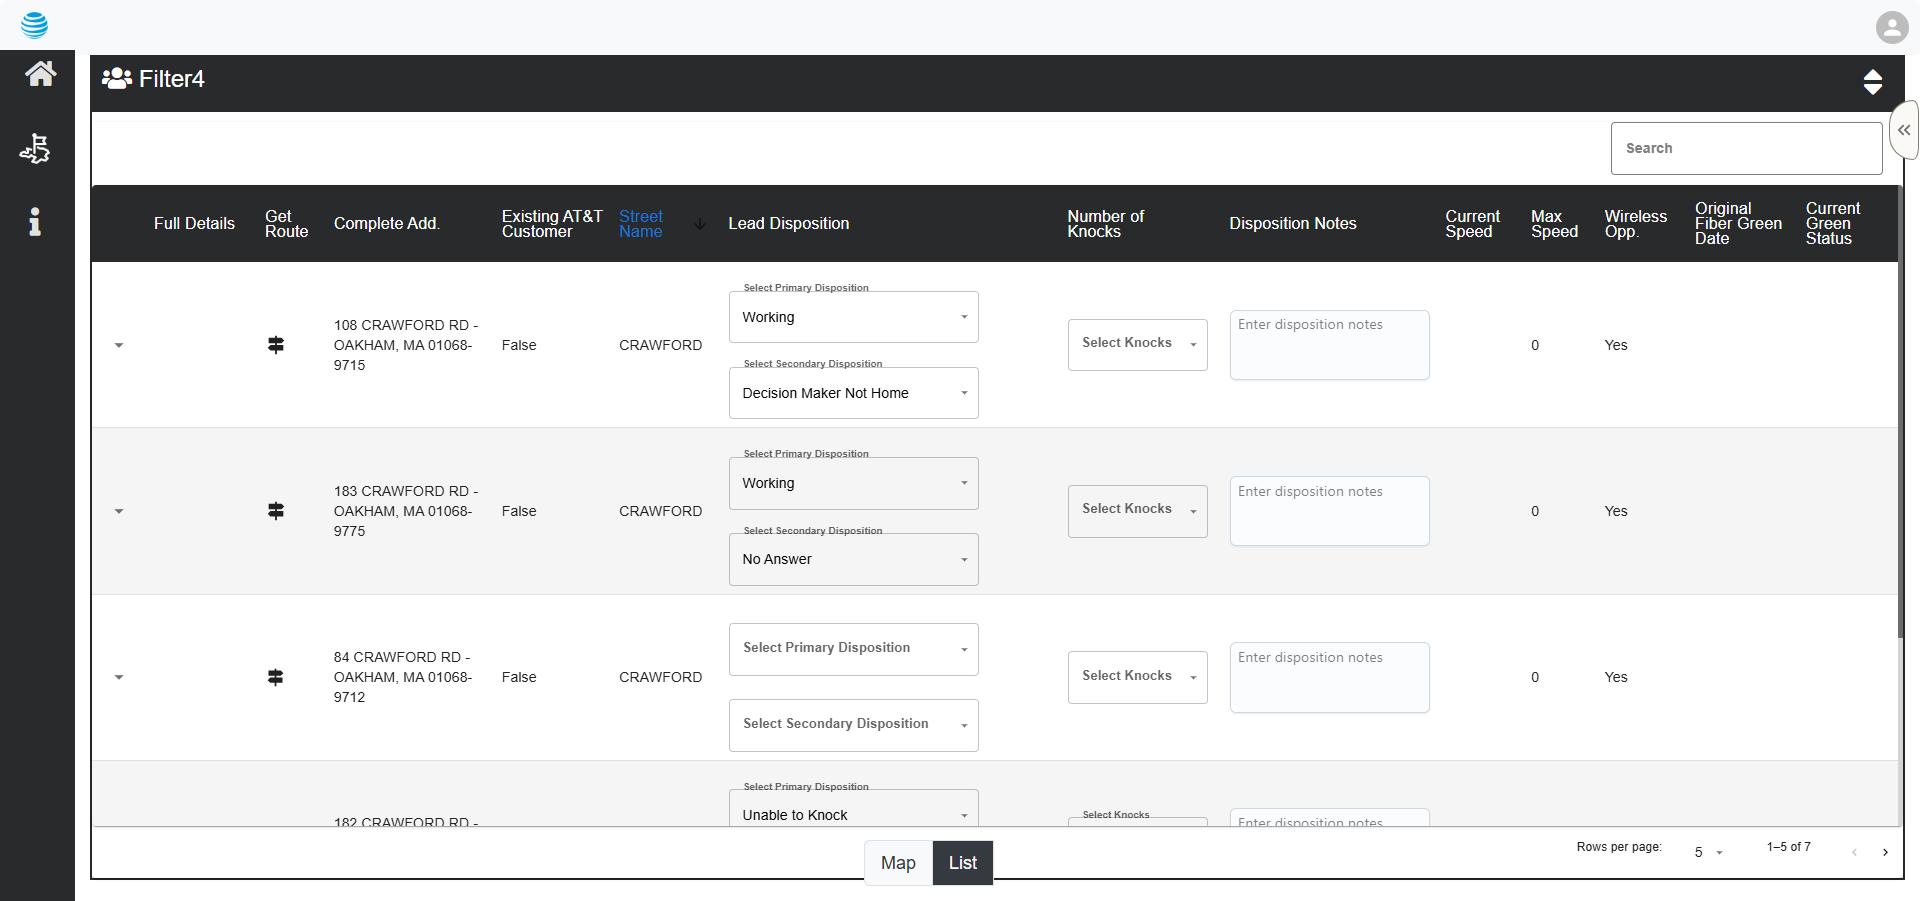 Filter4
Search
Full Details
Get Route
Complete Add.
Existing AT&T Customer
Street Name
Lead Disposition
Number of Knocks
Disposition Notes
Current Speed
Max Speed
Wireless Opp.
Original Fiber Green Date
Current Green Status
Select Primary Disposition
Working
108 CRAWFORD RD -
OAKHAM, MA 01068-
9715
False
CRAWFORD
Select Secondary Disposition
Decision Maker Not Home
Select Knocks
Enter disposition notes
0
Yes
Select Primary Disposition
Working
183 CRAWFORD RD -
OAKHAM, MA 01068-
9775
False
CRAWFORD
Select Secondary Disposition
No Answer
Select Knocks
Enter disposition notes
0
Yes
84 CRAWFORD RD -
OAKHAM, MA 01068-
9712
False
CRAWFORD
Select Primary Disposition
Select Secondary Disposition
Select Knocks
Enter disposition notes
0
Yes
182 CRAWFORD RD -
Select Primary Disposition
Unable to Knock
Select Knocks
Enter disposition notes
Map
List
Rows per page:
5
1–5 of 7